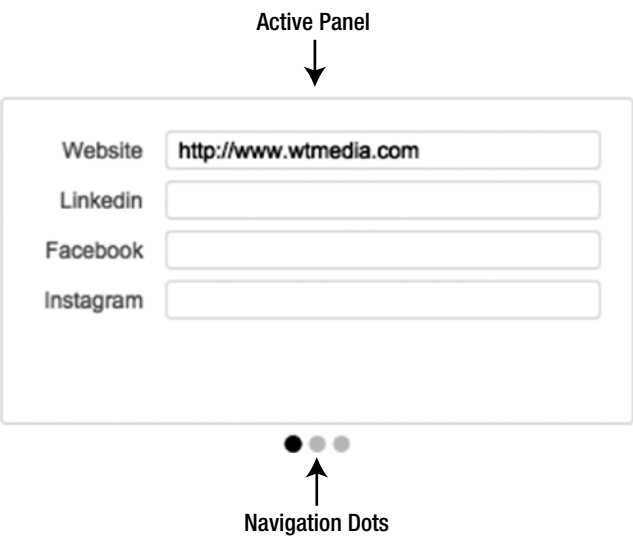 Active Panel
Website http://www.wtmedia.com
Linkedin
Facebook
Instagram
Navigation Dots